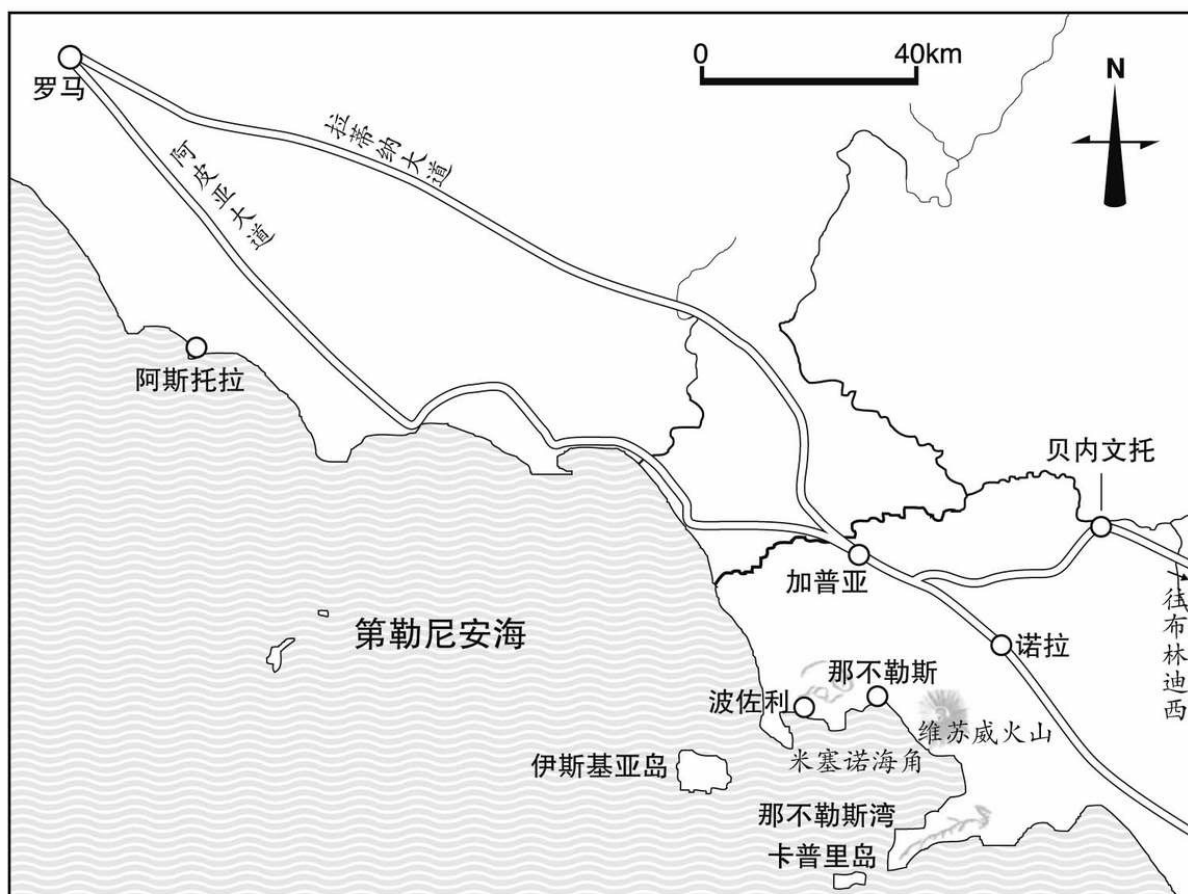 0 40km
N
罗马
拉蒂纳大道
阿皮亚大道
阿斯托拉
贝内文托
加普亚
往布林迪西
第勒尼安海
诺拉
那不勒斯
波佐利
维苏威火山
米塞诺海角
伊斯基亚岛
那不勒斯湾
卡普里岛